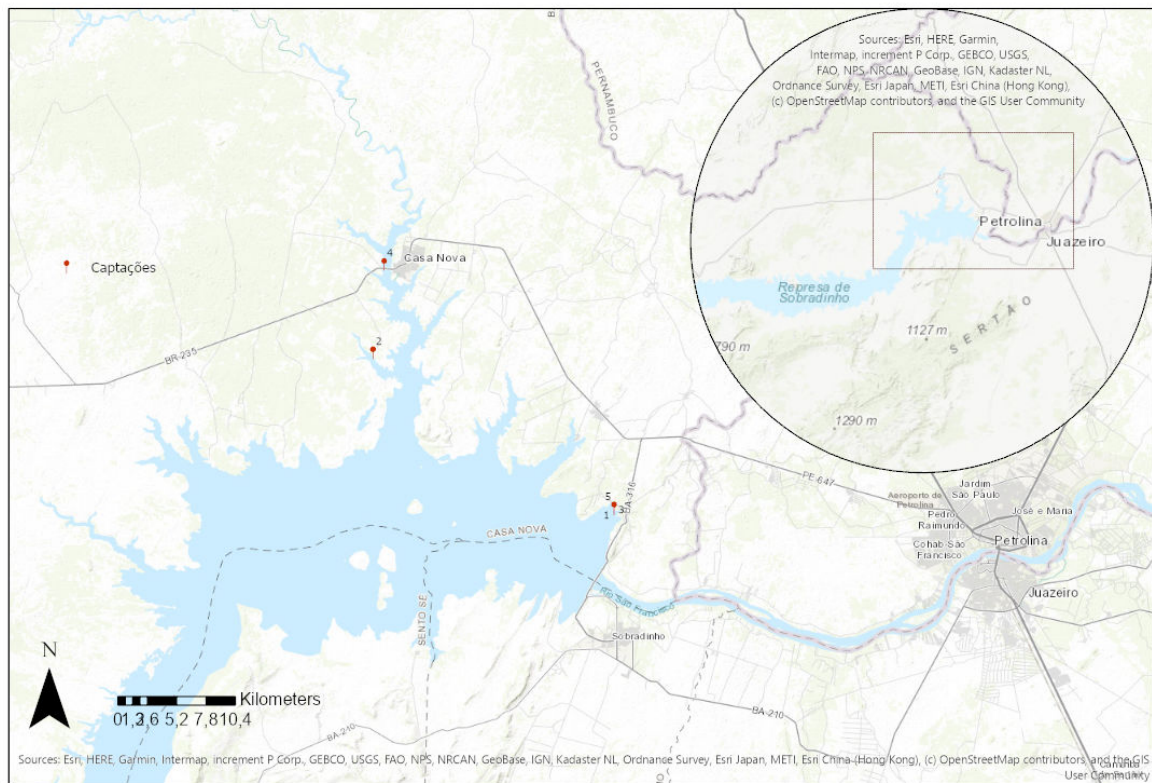 Sources: Esri, HERE, Garmin,
Intermap, increment P Corp., GEBCO, USGS,
FAO, NPS, NRCAN, GeoBase, IGN, Kadaster NL,
Ordnance Survey, Esri Japan, METI, Esri China (Hong Kong),
(c) OpenStreetMap contributors, and the GIS User Community
PERNAMBUCO
Petrolina
Juazeiro
Represa de
Sobradinho
SERTÃO
1127 m
790 m
1290 m
Captações
4
Casa Nova
2
BR-235
5
1
3
BA-316
CASA NOVA
SENTO SÉ
Rio São Francisco
Sobradinho
PE-647
Aeroporto de
Petrolina
Jardim
São Paulo
Pedro
Raimundo
José e Maria
Cohab São
Francisco
Petrolina
Juazeiro
BA-210
BA-210
N
Kilometers
01,32,6 5,2 7,810,4
Sources: Esri, HERE, Garmin, Intermap, increment P Corp., GEBCO, USGS, FAO, NPS, NRCAN, GeoBase, IGN, Kadaster NL, Ordnance Survey, Esri Japan, METI, Esri China (Hong Kong), (c) OpenStreetMap contributors, and the GIS
User Community